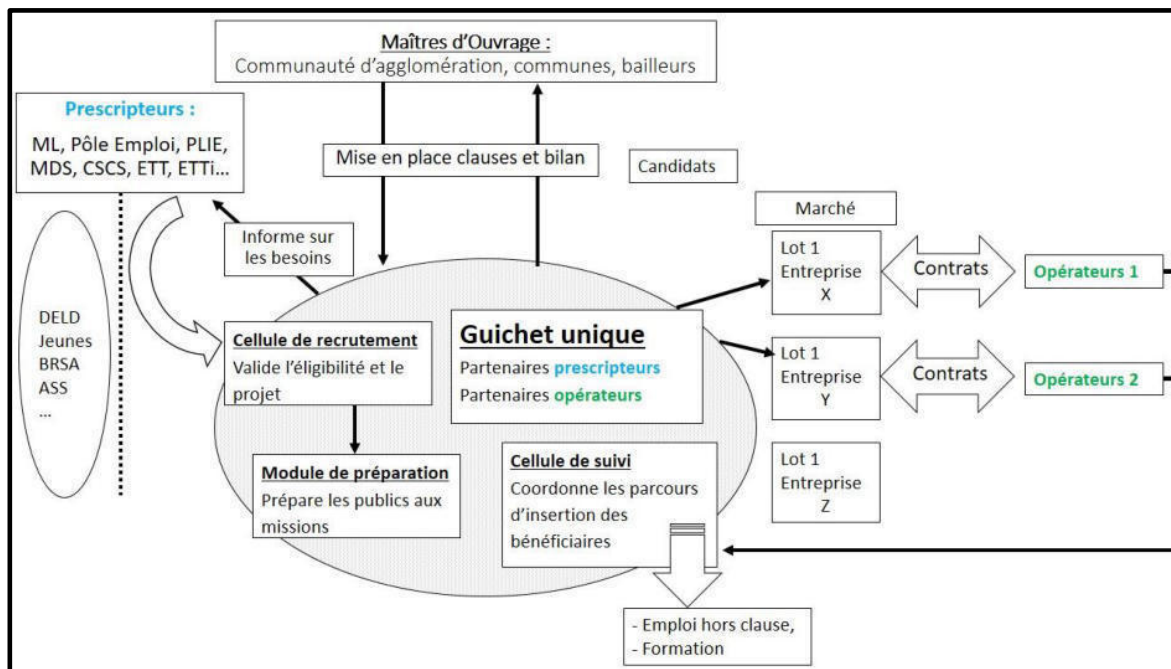 Maîtres d'Ouvrage :
Communauté d'agglomération, communes, bailleurs
Prescripteurs :
ML, Pôle Emploi, PLIE,
MDS, CSCS, ETT, ETTi…
Mise en place clauses et bilan
Candidats
Marché
Informe sur
les besoins
Lot 1
Entreprise
X
Contrats
Opérateurs 1
DELD
Jeunes
BRSA
ASS
…
Cellule de recrutement
Valide l'éligibilité et le
projet
Guichet unique
Partenaires prescripteurs
Partenaires opérateurs
Lot 1
Entreprise
Y
Contrats
Opérateurs 2
Module de préparation
Prépare les publics aux
missions
Cellule de suivi
Coordonne les parcours
d'insertion des
bénéficiaires
Lot 1
Entreprise
Z
- Emploi hors clause,
- Formation